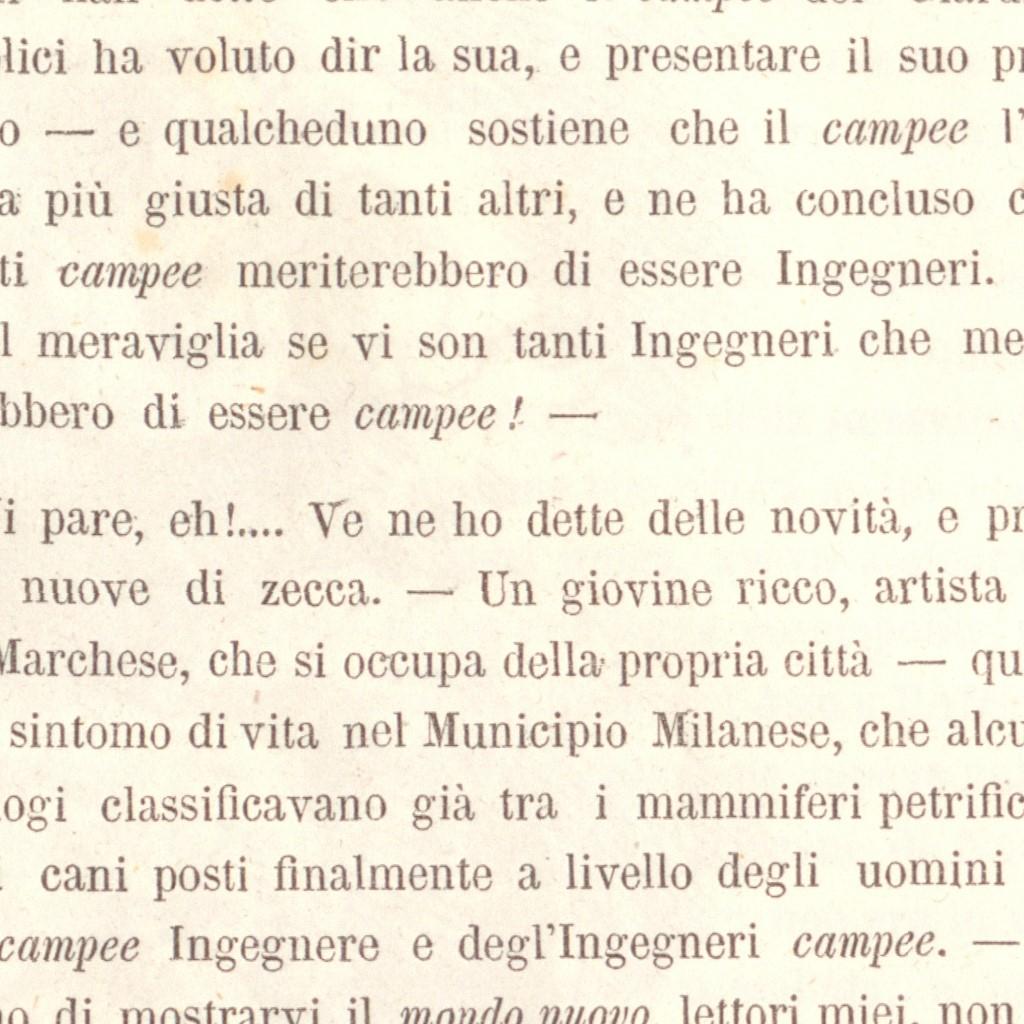 lici ha voluto dir la sua, e presentare il suo pr
o — e qualcheduno sostiene che il campee l'
a più giusta di tanti altri, e ne ha concluso c
ti campee meriterebbero di essere Ingegneri.
l meraviglia se vi son tanti Ingegneri che me
bbero di essere campee! —
i pare, eh!.... Ve ne ho dette delle novità, e pr
nuove di zecca. — Un giovine ricco, artista
Marchese, che si occupa della propria città — qu
sintomo di vita nel Municipio Milanese, che alcu
ogi classificavano già tra i mammiferi petrific
cani posti finalmente a livello degli uomini
campee Ingegnere e degl'Ingegneri campee. —
o di mostrarvi il mondo nuovo, lettori miei, non